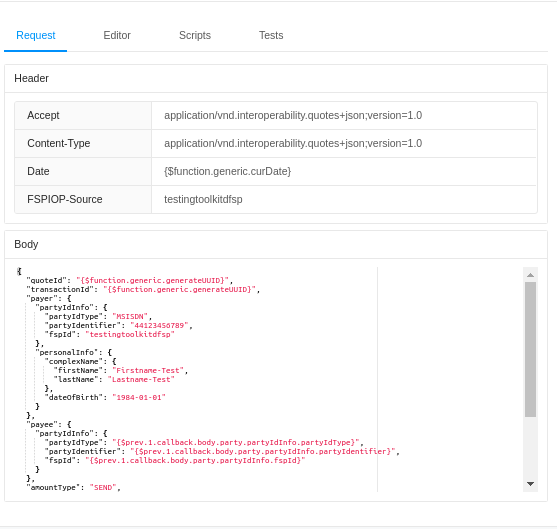 Request Editor Scripts Tests
Header
Accept application/vnd.interoperability.quotes+json;version=1.0
Content-Type application/vnd.interoperability.quotes+json;version=1.0
Date {$function.generic.curDate}
FSPIOP-Source testingtoolkitdfsp
Body
{
"quoteId": "{$function.generic.generateUUID}",
"transactionId": "{$function.generic.generateUUID}",
"payer": {
"partyIdInfo": {
"partyIdType": "MSISDN",
"partyIdentifier": "44123456789",
"fspId": "testingtoolkitdfsp"
},
"personalInfo": {
"complexName": {
"firstName": "Firstname-Test",
"lastName": "Lastname-Test"
},
"dateOfBirth": "1984-01-01"
}
},
"payee": {
"partyIdInfo": {
"partyIdType": "{$prev.1.callback.body.party.partyIdInfo.partyIdType}",
"partyIdentifier": "{$prev.1.callback.body.party.partyIdInfo.partyIdentifier}",
"fspId": "{$prev.1.callback.body.party.partyIdInfo.fspId}"
}
},
"amountType": "SEND",